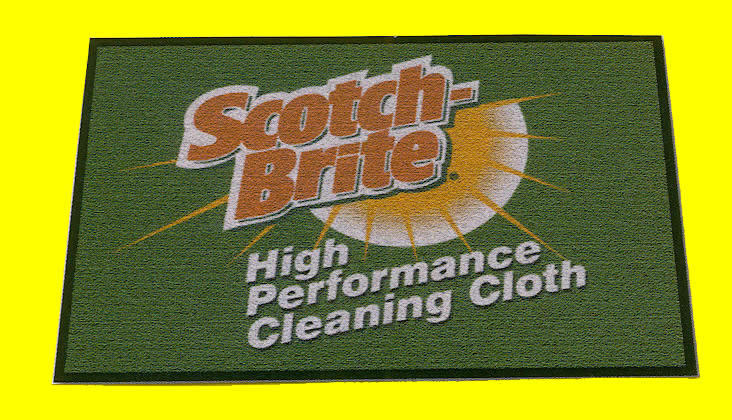 Scotch-
Brite®
High
Performance
Cleaning Cloth